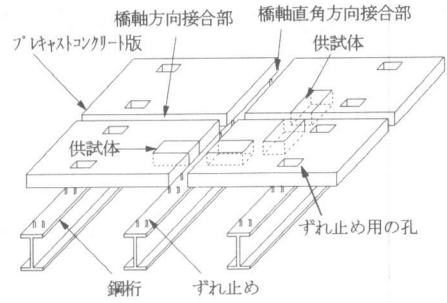 橋軸方向接合部
橋軸直角方向接合部
プレキャストコンクリート版
供試体
供試体
ずれ止め用の孔
鋼桁
ずれ止め